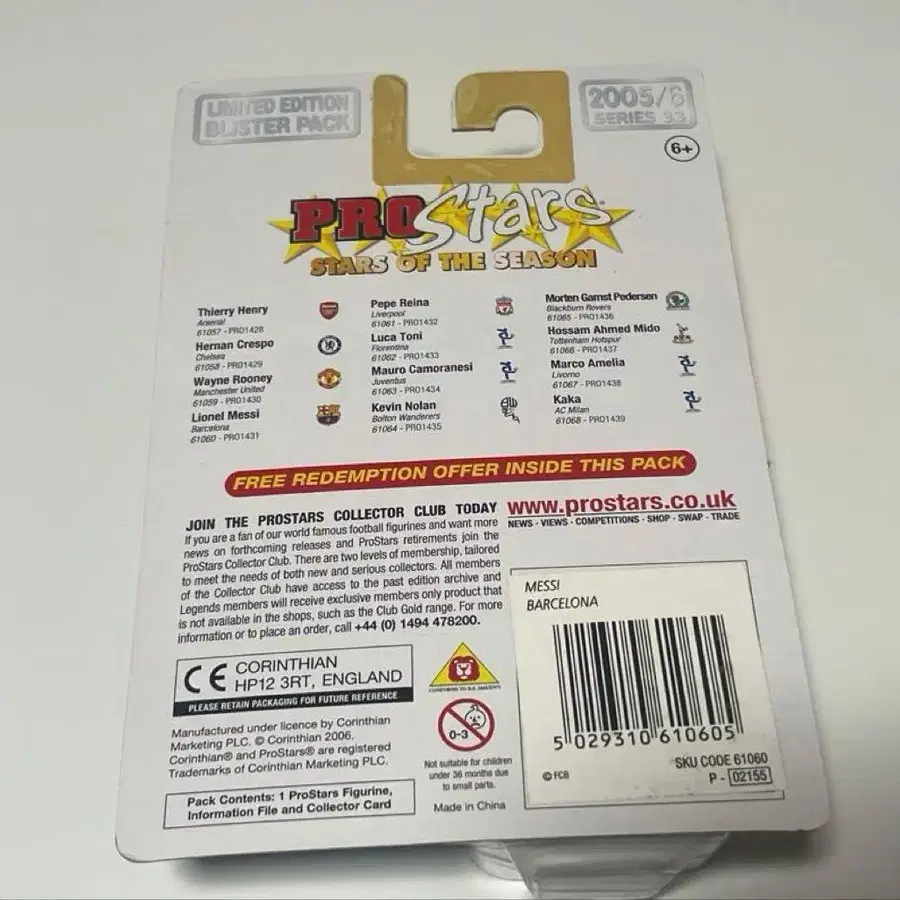 LIMITED EDITION
BLISTER PACK
2005/6
SERIES 33
6+
PROStars
STARS OF THE SEASON
Thierry Henry
Arsenal
61057 - PRO1428
Hernan Crespo
Chelsea
61058 - PRO1429
Wayne Rooney
Manchester United
61059 - PRO1430
Lionel Messi
Barcelona
61060 - PRO1431
Pepe Reina
Liverpool
61061 - PRO1432
Luca Toni
Fiorentina
61062 - PRO1433
Mauro Camoranesi
Juventus
61063 - PRO1434
Kevin Nolan
Bolton Wanderers
61064 - PRO1435
Morten Gamst Pedersen
Blackburn Rovers
61065 - PRO1436
Hossam Ahmed Mido
Tottenham Hotspur
61066 - PRO1437
Marco Amelia
Livorno
61067 - PRO1438
Kaka
AC Milan
61068 - PRO1439
FREE REDEMPTION OFFER INSIDE THIS PACK
JOIN THE PROSTARS COLLECTOR CLUB TODAY
If you are a fan of our world famous football figurines and want more
news on forthcoming releases and ProStars retirements join the
ProStars Collector Club. There are two levels of membership, tailored
to meet the needs of both new and serious collectors. All members
of the Collector Club have access to the past edition archive and
Legends members will receive exclusive members only product that
is not available in the shops, such as the Club Gold range. For more
information or to place an order, call +44 (0) 1494 478200.
www.prostars.co.uk
NEWS - VIEWS - COMPETITIONS - SHOP - SWAP - TRADE
MESSI
BARCELONA
5 029310 610605
SKU CODE 61060
P - 02155
© FCB
CE CORINTHIAN
HP12 3RT, ENGLAND
PLEASE RETAIN PACKAGING FOR FUTURE REFERENCE
Manufactured under licence by Corinthian
Marketing PLC. © Corinthian 2006.
Corinthian® and ProStars® are registered
Trademarks of Corinthian Marketing PLC.
Pack Contents: 1 ProStars Figurine,
Information File and Collector Card
0-3
Not suitable for children
under 36 months due
to small parts.
Made in China